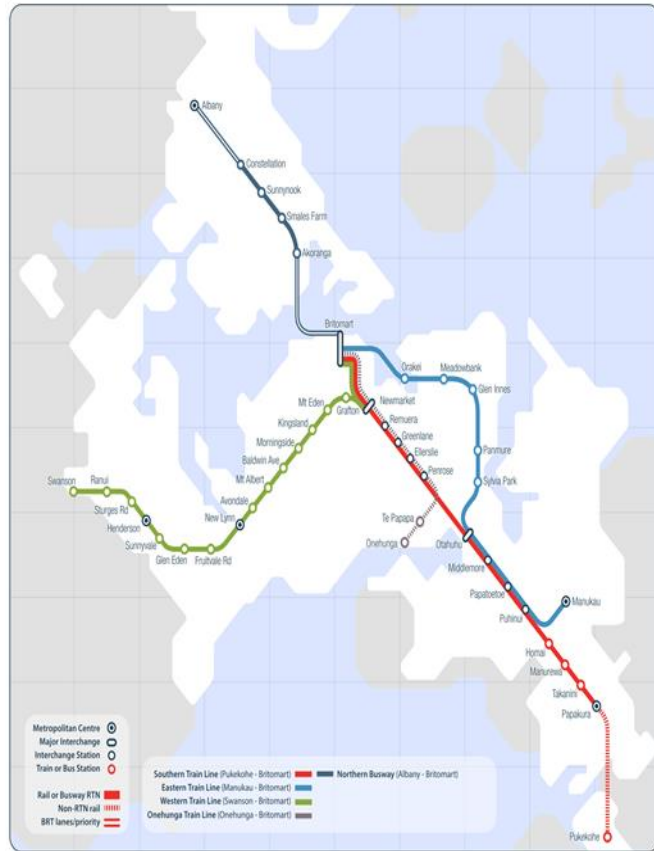 Albany
Constellation
Sunnynook
Smales Farm
Akoranga
Britomart
Orakei
Meadowbank
Glen Innes
Mt Eden
Grafton
Newmarket
Kingsland
Remuera
Morningside
Greenlane
Baldwin Ave
Ellerslie
Panmure
Mt Albert
Penrose
Swanson
Ranui
Sylvia Park
Avondale
Sturges Rd
New Lynn
Te Papapa
Henderson
Onehunga
Otahuhu
Sunnyvale
Glen Eden
Fruitvale Rd
Middlemore
Papatoetoe
Manukau
Puhinui
Homai
Manurewa
Takanini
Papakura
Metropolitan Centre
Major Interchange
Interchange Station
Train or Bus Station
Rail or Busway RTN
Non-RTN rail
BRT lanes/priority
Southern Train Line (Pukekohe - Britomart)
Northern Busway (Albany - Britomart)
Eastern Train Line (Manukau - Britomart)
Western Train Line (Swanson - Britomart)
Onehunga Train Line (Onehunga - Britomart)
Pukekohe